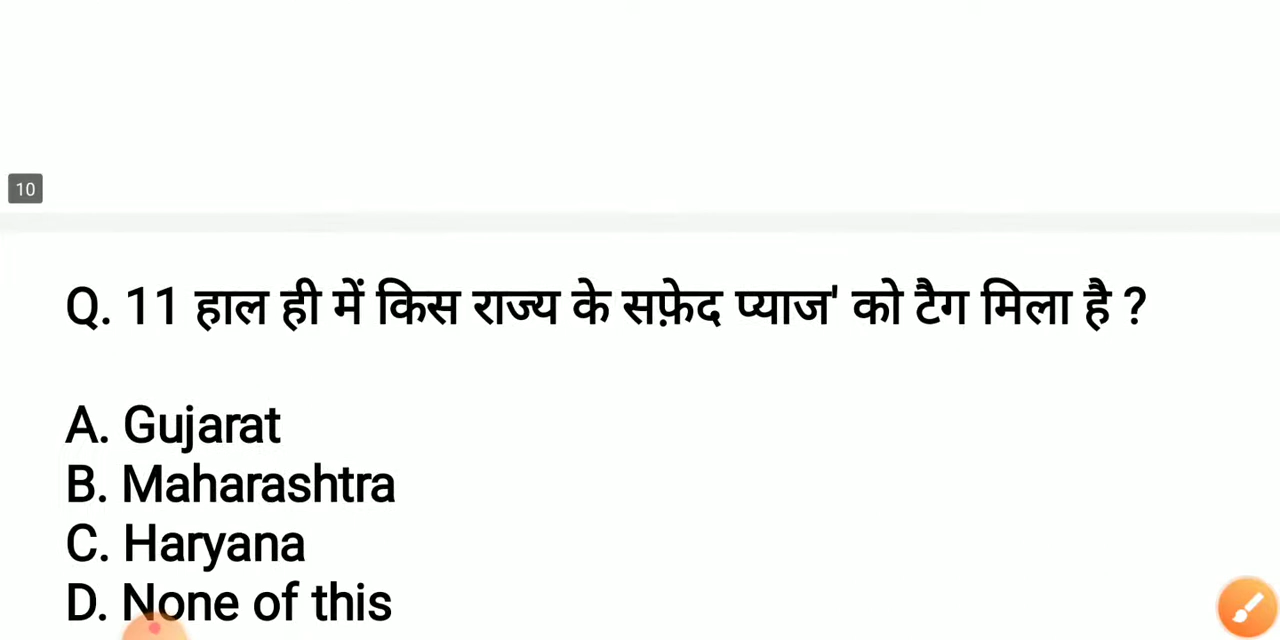 10
Q. 11 हाल ही में किस राज्य के सफ़ेद प्याज' को टैग मिला है ?
A. Gujarat
B. Maharashtra
C. Haryana
D. None of this